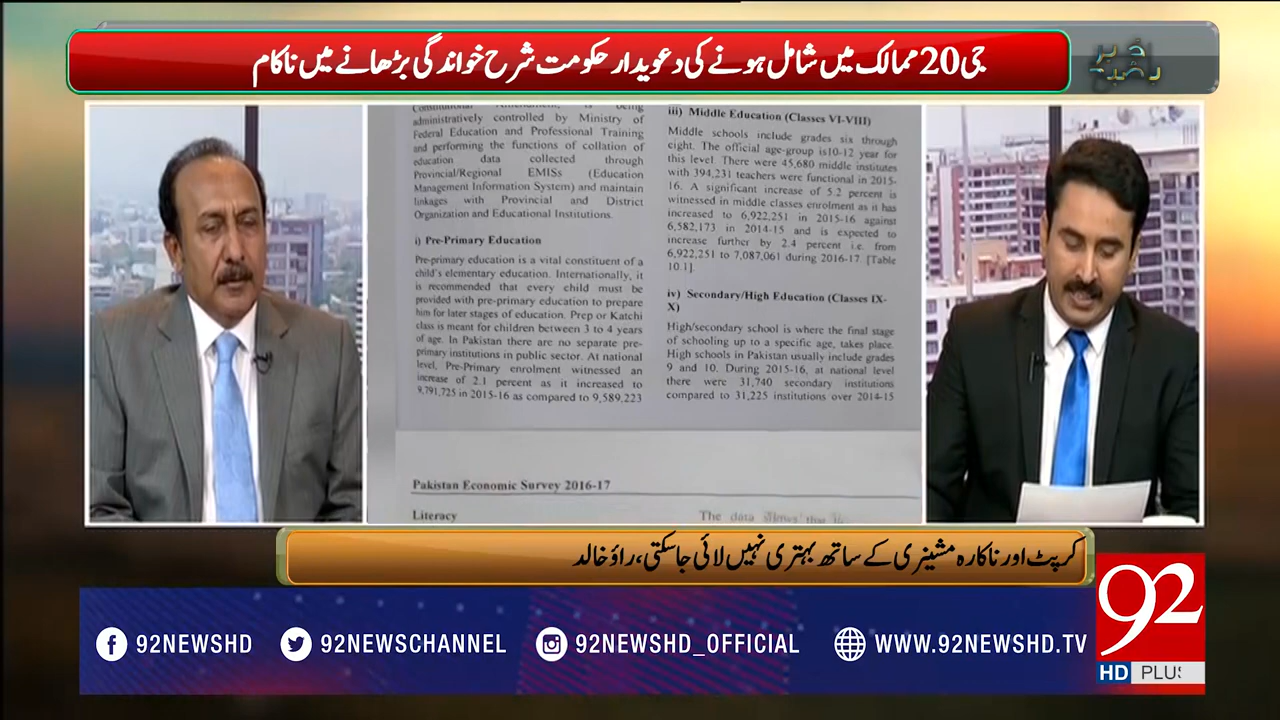 جی 20 ممالک میں شامل ہونے کی دعویدار حکومت شرح خواندگی بڑھانے میں ناکام
Constitutional Amendment, is being
administratively controlled by Ministry of
Federal Education and Professional Training
and performing the functions of collation of
education data collected through
Provincial/Regional EMISs (Education
Management Information System) and maintain
linkages with Provincial and District
Organization and Educational Institutions.
i) Pre-Primary Education
Pre-primary education is a vital constituent of a
child's elementary education. Internationally, it
is recommended that every child must be
provided with pre-primary education to prepare
him for later stages of education. Prep or Katchi
class is meant for children between 3 to 4 years
of age. In Pakistan there are no separate pre-
primary institutions in public sector. At national
level, Pre-Primary enrolment witnessed an
increase of 2.1 percent as it increased to
9,791,725 in 2015-16 as compared to 9,589,223
iii) Middle Education (Classes VI-VIII)
Middle schools include grades six through
eight. The official age-group is10-12 year for
this level. There were 45,680 middle institutes
with 394,231 teachers were functional in 2015-
16. A significant increase of 5.2 percent is
witnessed in middle classes enrolment as it has
increased to 6,922,251 in 2015-16 against
6,582,173 in 2014-15 and is expected to
increase further by 2.4 percent i.e. from
6,922,251 to 7,087,061 during 2016-17. [Table
10.1].
iv) Secondary/High Education (Classes IX-
X)
High/secondary school is where the final stage
of schooling up to a specific age, takes place.
High schools in Pakistan usually include grades
9 and 10. During 2015-16, at national level
there were 31,740 secondary institutions
compared to 31,225 institutions over 2014-15
Pakistan Economic Survey 2016-17
Literacy
The data shows that
کرپٹ اور ناکارہ مشینری کے ساتھ بہتری نہیں لائی جاسکتی، راؤ خالد
92NEWSHD
92NEWSCHANNEL
92NEWSHD_OFFICIAL
WWW.92NEWSHD.TV
92
HD PLUS